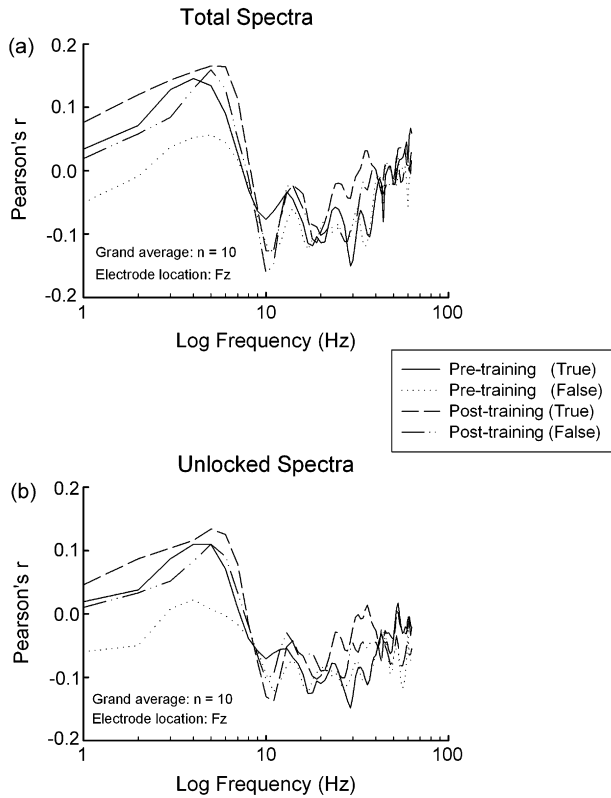 Total Spectra
(a)
0.2
0.1
0.0
-0.1
-0.2
Pearson's r
Grand average: n = 10
Electrode location: Fz
1
10
100
Log Frequency (Hz)
Pre-training (True)
Pre-training (False)
Post-training (True)
Post-training (False)
Unlocked Spectra
(b)
0.2
0.1
0.0
-0.1
-0.2
Pearson's r
Grand average: n = 10
Electrode location: Fz
1
10
100
Log Frequency (Hz)